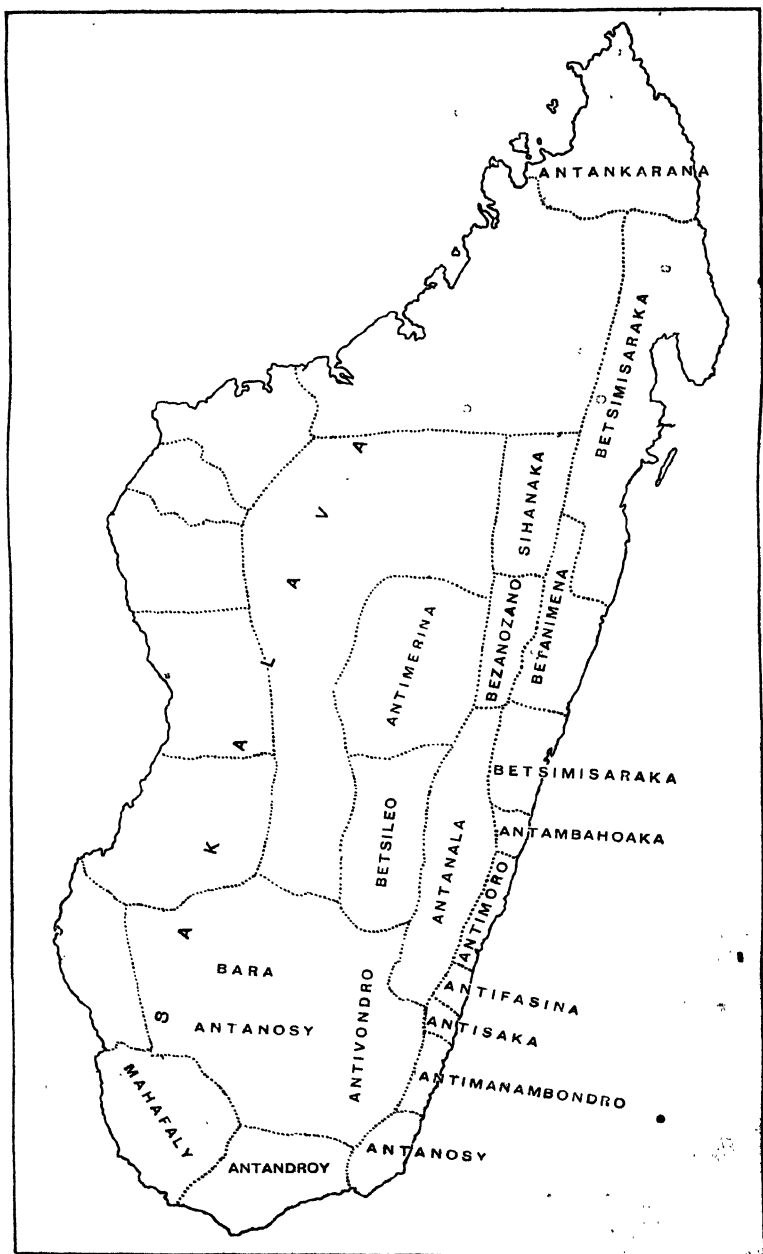 ANTANKARANA
BETSIMISARAKA
SIHANAKA
SAKALAVA
ANTIMERINA
BEZANOZANO
BETANIMENA
BETSIMISARAKA
ANTAMBAHOAKA
BETSILEO
ANTANALA
ANTIMORO
BARA
ANTANOSY
ANTIVONDRO
ANTIFASINA
ANTISAKA
ANTIMANAMBONDRO
MAHAFALY
ANTANDROY
ANTANOSY